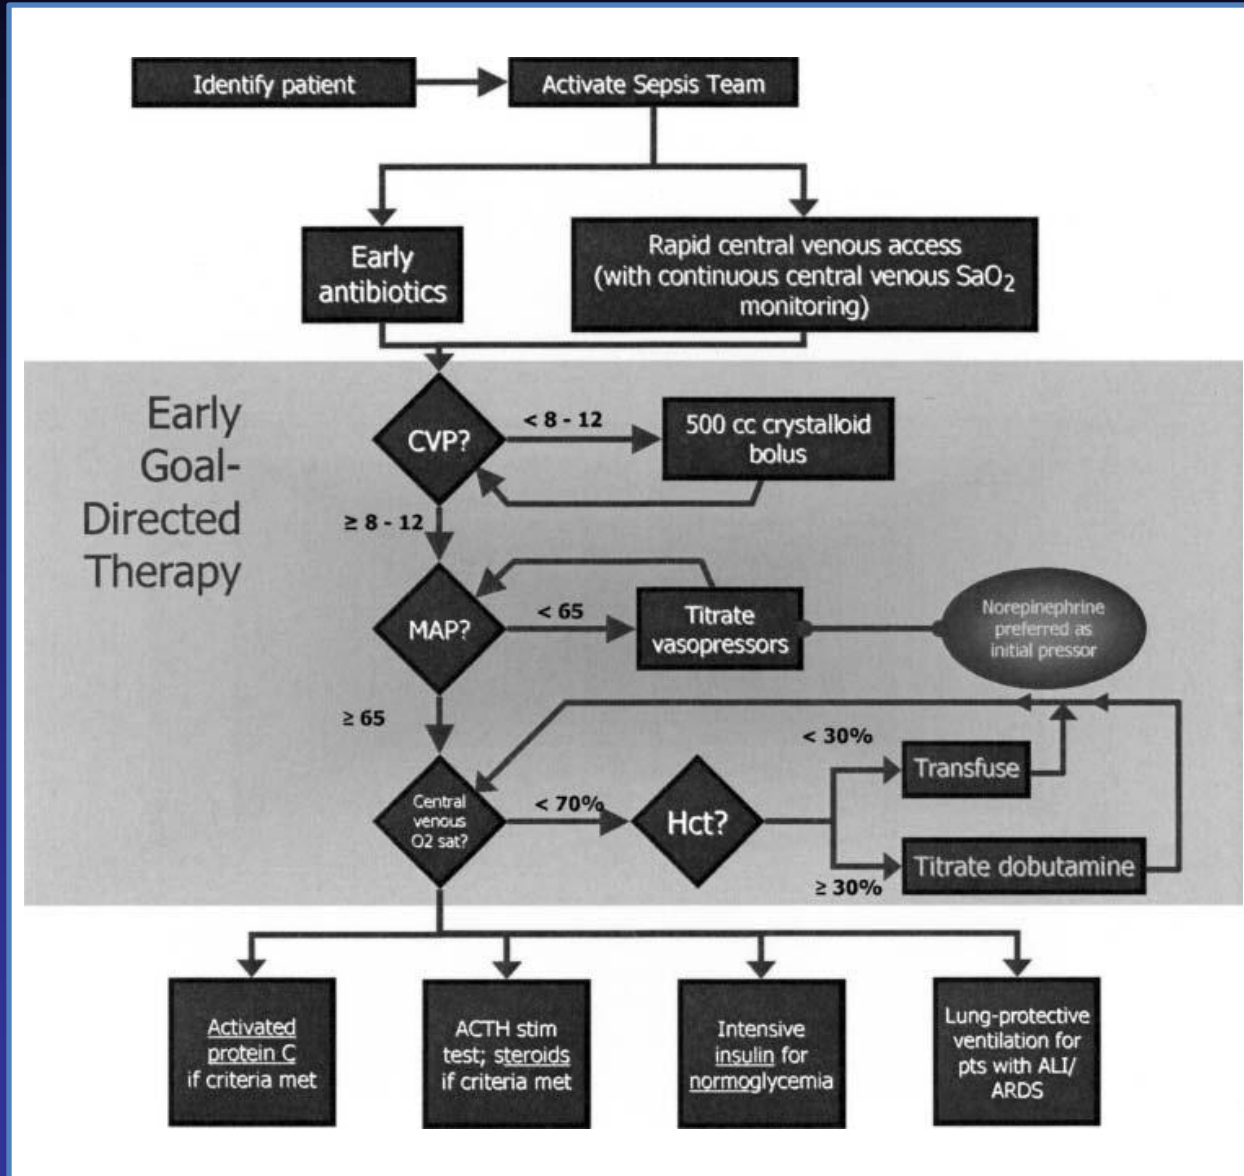 Identify patient
Activate Sepsis Team
Early
antibiotics
Rapid central venous access
(with continuous central venous SaO2
monitoring)
Early
Goal-
Directed
Therapy
CVP?
< 8 - 12
500 cc crystalloid
bolus
≥ 8 - 12
MAP?
< 65
Titrate
vasopressors
Norepinephrine
preferred as
initial pressor
≥ 65
Central
venous
O2 sat?
< 70%
Hct?
< 30%
Transfuse
≥ 30%
Titrate dobutamine
Activated
protein C
if criteria met
ACTH stim
test; steroids
if criteria met
Intensive
insulin for
normoglycemia
Lung-protective
ventilation for
pts with ALI/
ARDS